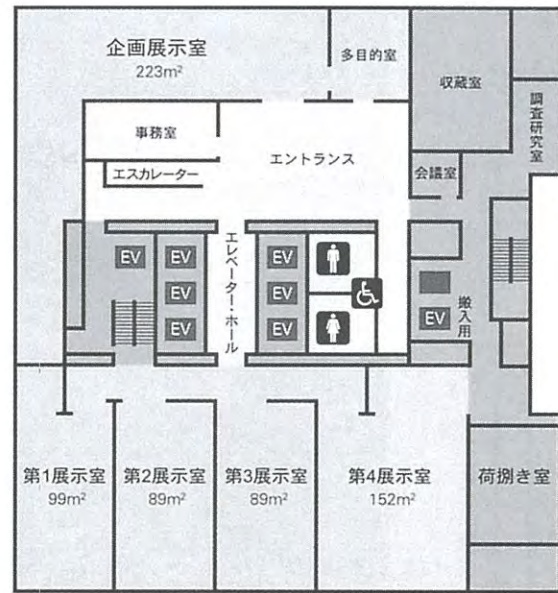 企画展示室
223m²
多目的室
収蔵室
調査研究室
事務室
エントランス
エスカレーター
会議室
エレベーター・ホール
EV
EV
EV
EV
EV
EV
EV
EV
搬入用
第1展示室
99m²
第2展示室
89m²
第3展示室
89m²
第4展示室
152m²
荷捌き室